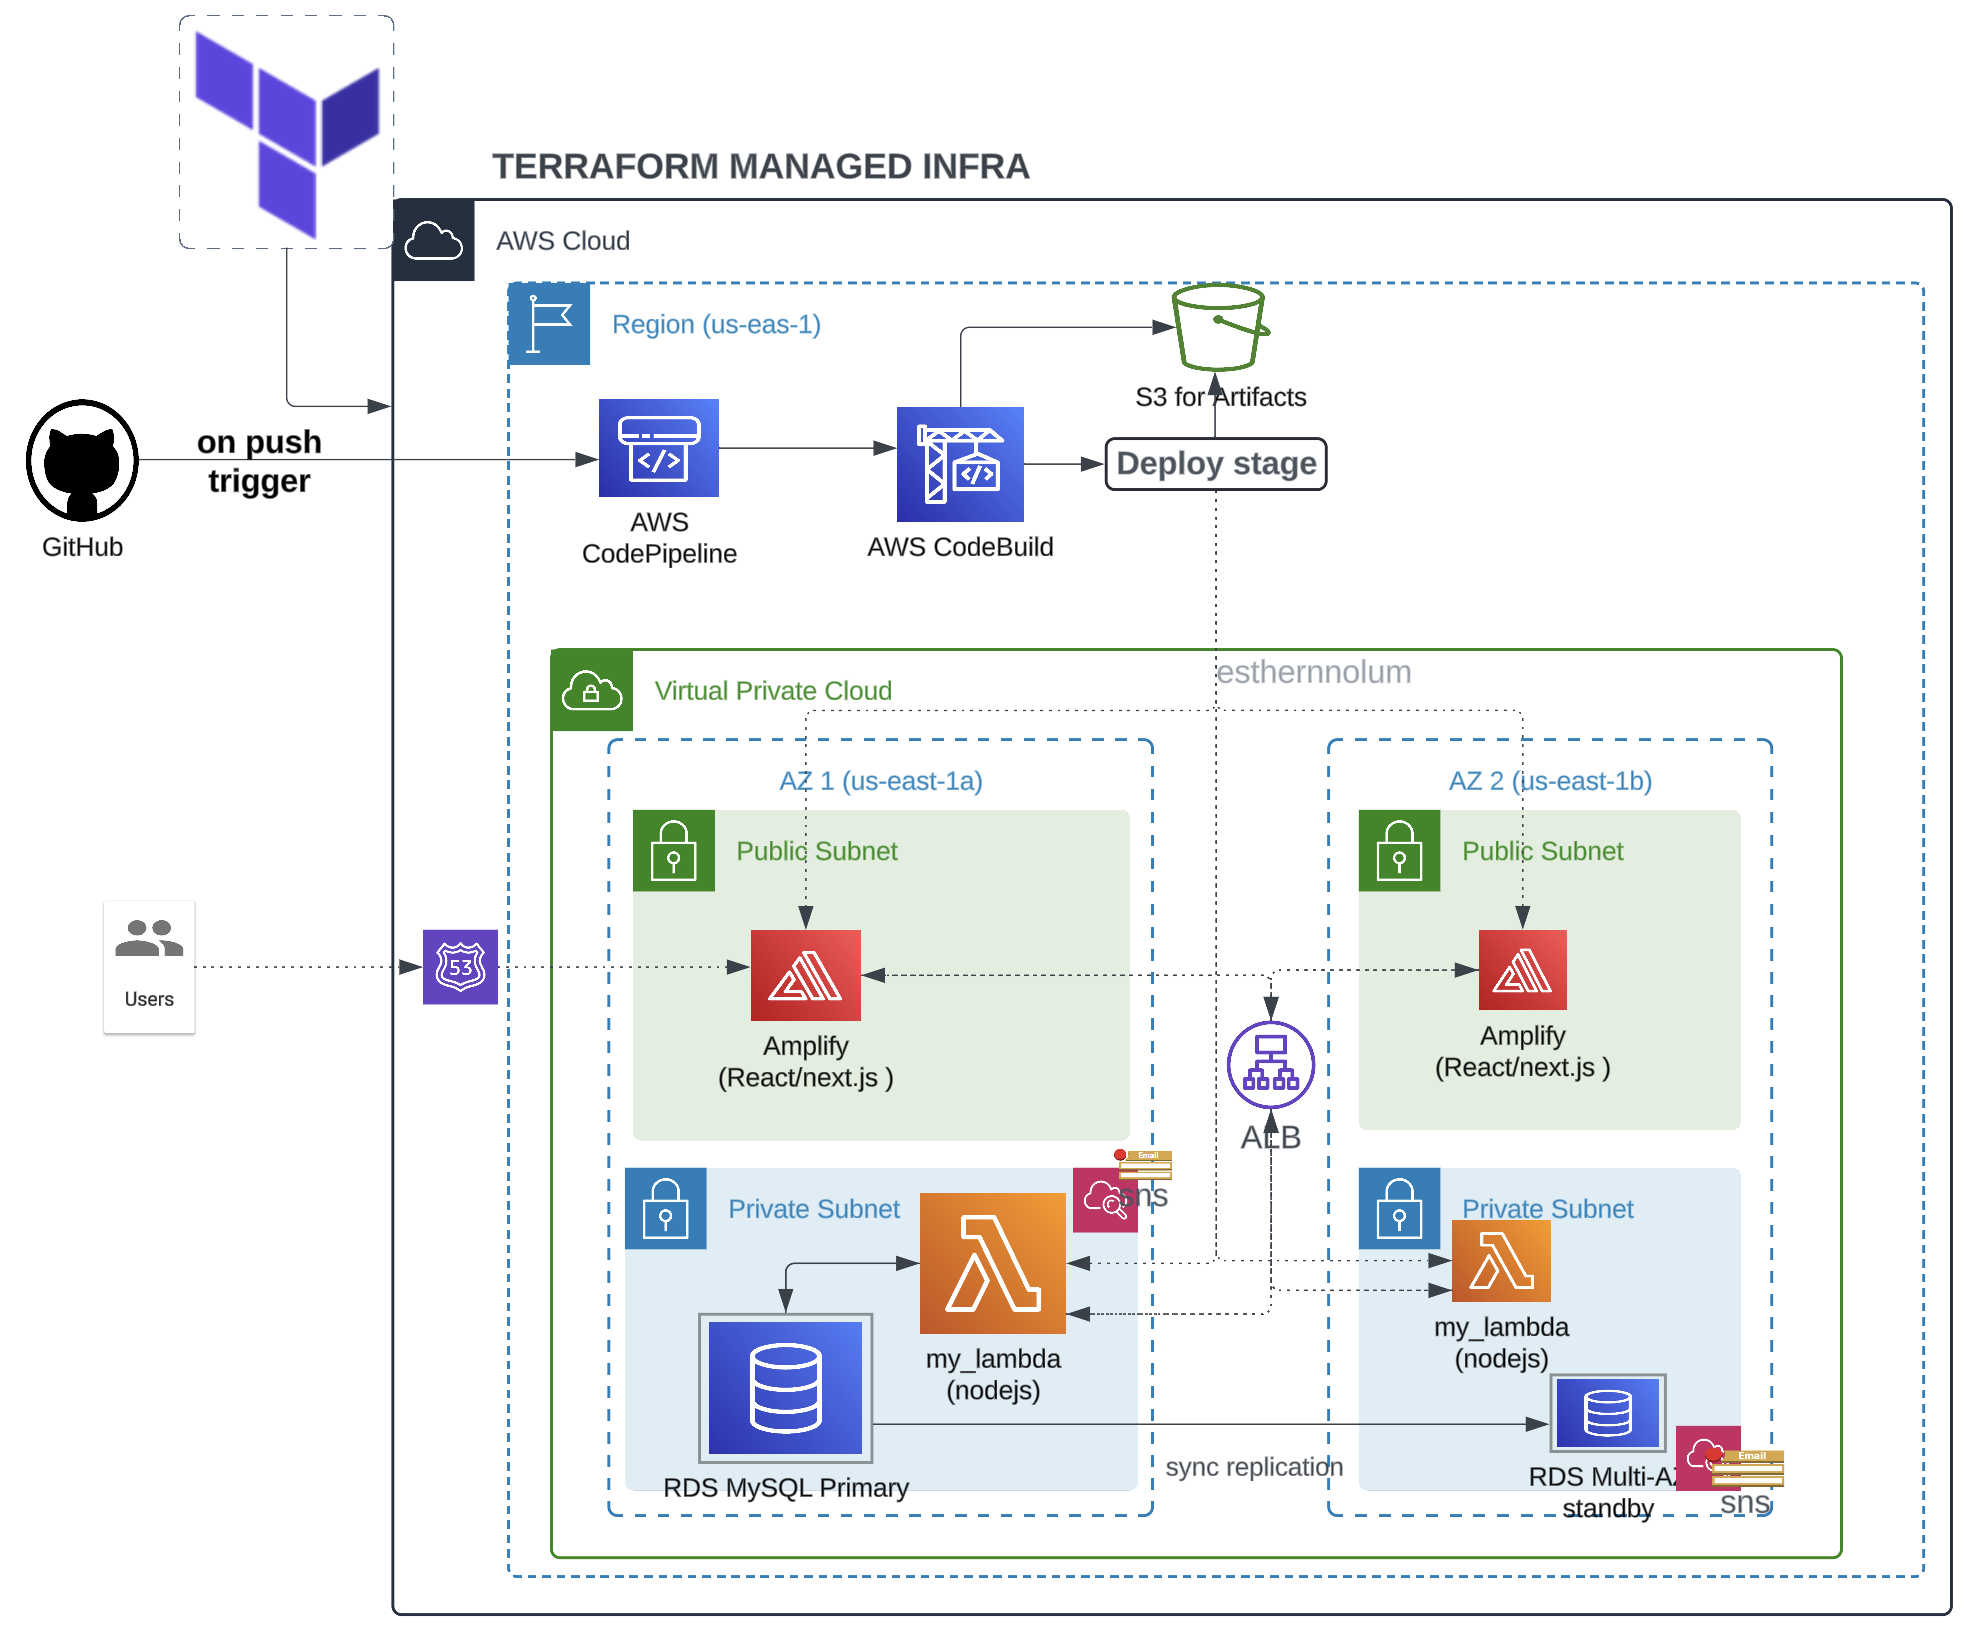 TERRAFORM MANAGED INFRA
AWS Cloud
Region (us-eas-1)
S3 for Artifacts
on push
trigger
Deploy stage
GitHub
AWS
CodePipeline
AWS CodeBuild
esthernnolum
Virtual Private Cloud
AZ 1 (us-east-1a)
AZ 2 (us-east-1b)
Public Subnet
Public Subnet
53
Users
Amplify
(React/next.js )
Amplify
(React/next.js )
ALB
Email
sns
Private Subnet
Private Subnet
my_lambda
(nodejs)
my_lambda
(nodejs)
sync replication
RDS MySQL Primary
RDS Multi-AZ
standby
Email
sns